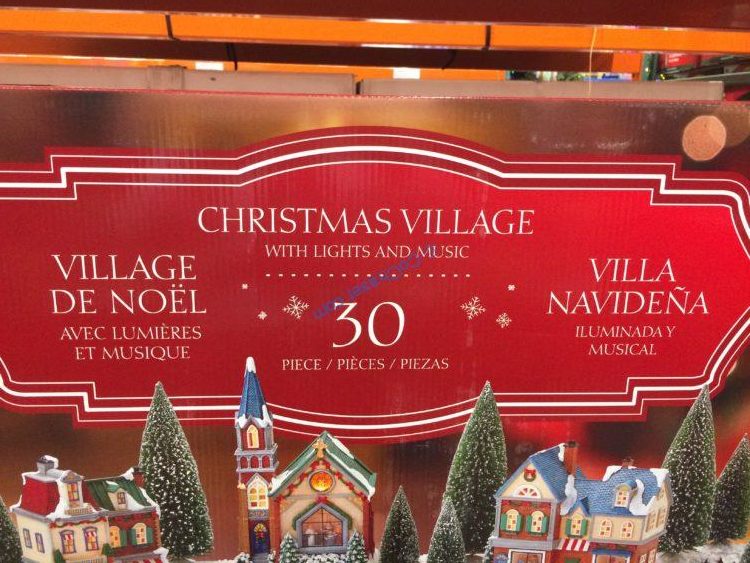 CHRISTMAS VILLAGE
WITH LIGHTS AND MUSIC
VILLAGE
DE NOËL
AVEC LUMIÈRES
ET MUSIQUE
30
PIECE / PIÈCES / PIEZAS
VILLA
NAVIDEÑA
ILUMINADA Y
MUSICAL